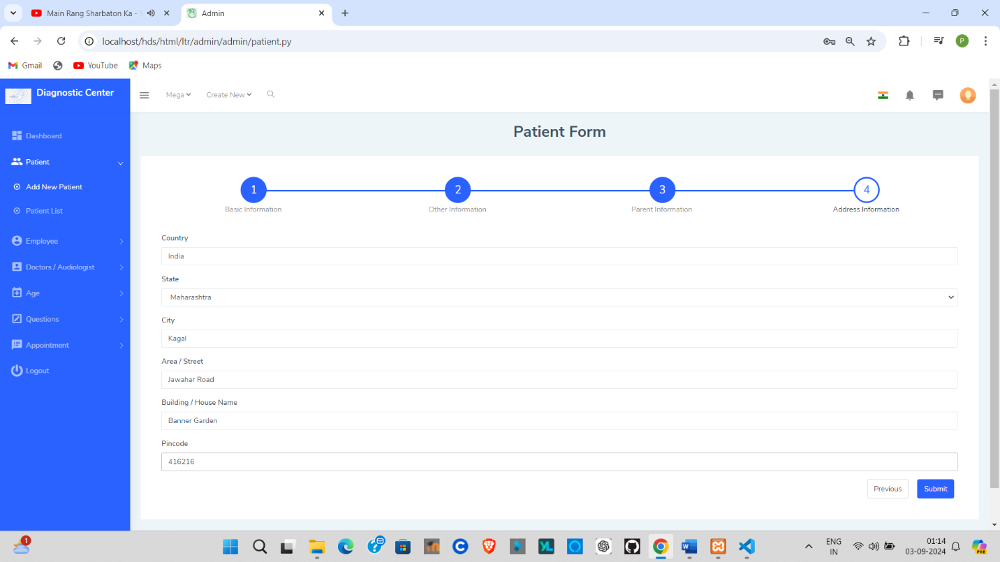 Main Rang Sharbaton Ka -
Admin
localhost/hds/html/ltr/admin/admin/patient.py
P
Gmail
YouTube
Maps
Diagnostic Center
Mega
Create New
Dashboard
Patient
Add New Patient
Patient List
Employee
Doctors / Audiologist
Age
Questions
Appointment
Logout
Patient Form
1
2
3
4
Basic Information
Other Information
Parent Information
Address Information
Country
India
State
Maharashtra
City
Kagal
Area / Street
Jawahar Road
Building / House Name
Banner Garden
Pincode
416216
Previous
Submit
1
C
YL
W
PRE
ENG
IN
01:14
03-09-2024